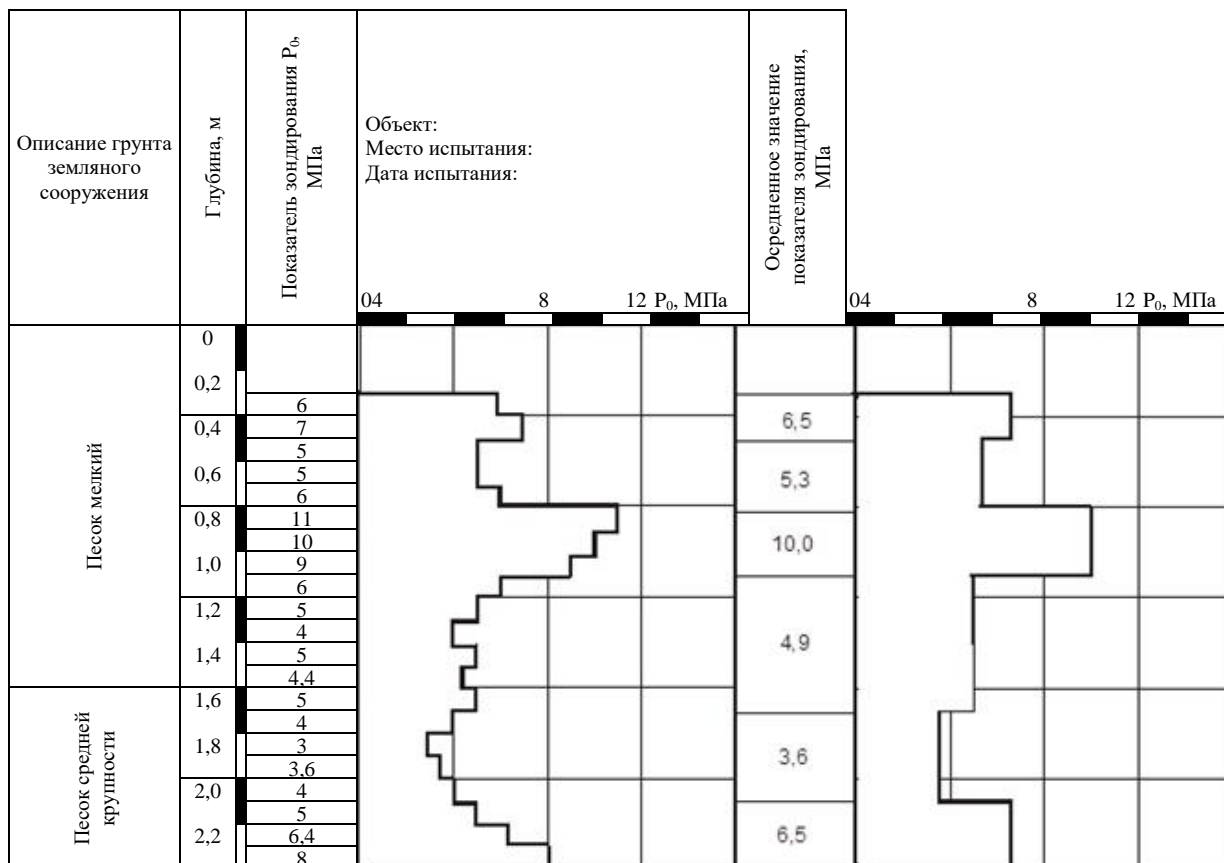 Описание грунта
земляного
сооружения
Глубина, м
Показатель зондирования P₀,
МПа
Объект:
Место испытания:
Дата испытания:
04 8 12 P₀, МПа
Осредненное значение
показателя зондирования,
МПа
04 8 12 P₀, МПа
Песок мелкий
0
0,2
6
0,4 7
5
0,6 5
6
0,8 11
10
1,0 9
6
1,2 5
4
1,4 5
4,4
6,5
5,3
10,0
4,9
Песок средней
крупности
1,6 5
4
1,8 3
3,6
2,0 4
5
2,2 6,4
8
3,6
6,5